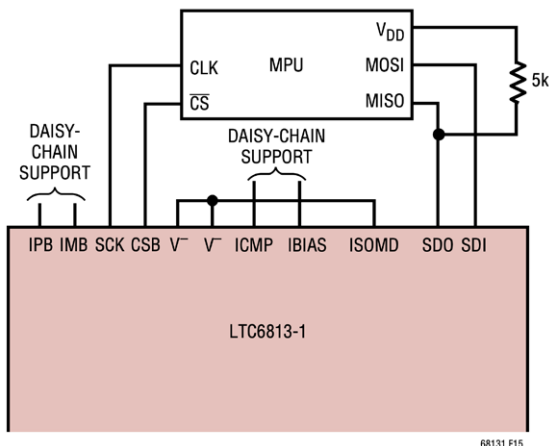 VDD
CLK MPU MOSI
CS MISO
5k
DAISY-
CHAIN
SUPPORT
DAISY-CHAIN
SUPPORT
IPB IMB SCK CSB V– V– ICMP IBIAS ISOMD SDO SDI
LTC6813-1
68131 F15